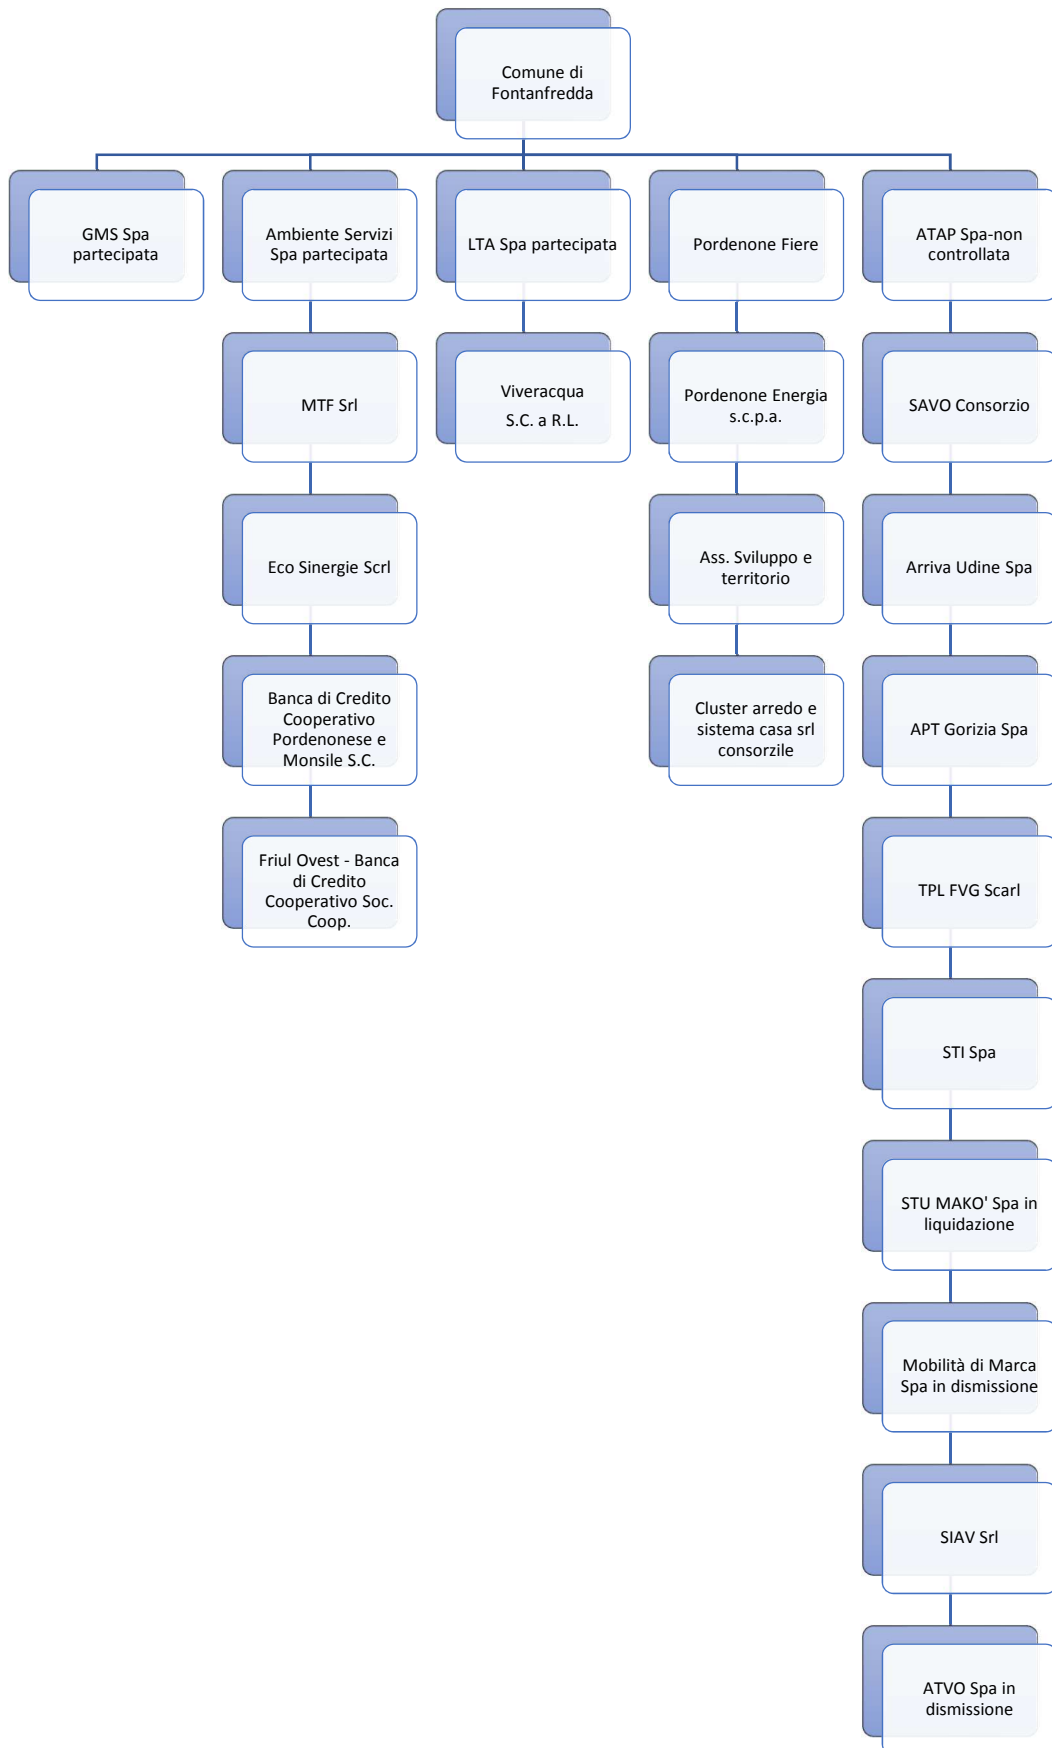 Comune di
Fontanfredda
GMS Spa
partecipata
Ambiente Servizi
Spa partecipata
LTA Spa partecipata
Pordenone Fiere
ATAP Spa-non
controllata
MTF Srl
Viveracqua
S.C. a R.L.
Pordenone Energia
s.c.p.a.
SAVO Consorzio
Eco Sinergie Scrl
Ass. Sviluppo e
territorio
Arriva Udine Spa
Banca di Credito
Cooperativo
Pordenonese e
Monsile S.C.
Cluster arredo e
sistema casa srl
consorzile
APT Gorizia Spa
Friul Ovest - Banca
di Credito
Cooperativo Soc.
Coop.
TPL FVG Scarl
STI Spa
STU MAKO' Spa in
liquidazione
Mobilità di Marca
Spa in dismissione
SIAV Srl
ATVO Spa in
dismissione